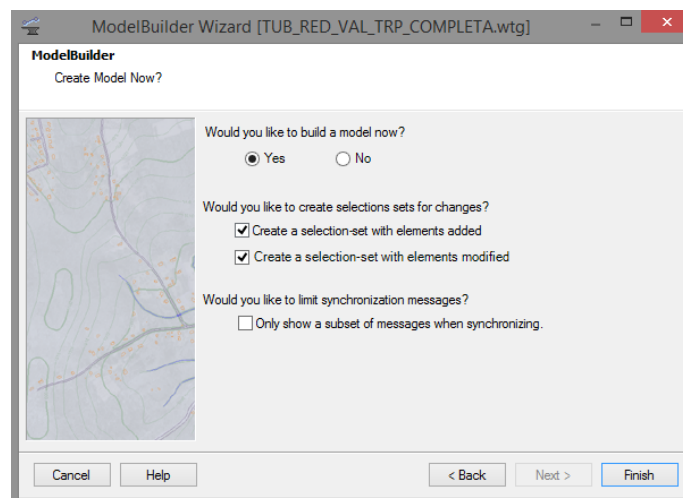 ModelBuilder Wizard [TUB_RED_VAL_TRP_COMPLETA.wtg]
ModelBuilder
Create Model Now?
Would you like to build a model now?
Yes No
Would you like to create selections sets for changes?
Create a selection-set with elements added
Create a selection-set with elements modified
Would you like to limit synchronization messages?
Only show a subset of messages when synchronizing.
Cancel Help < Back Next > Finish